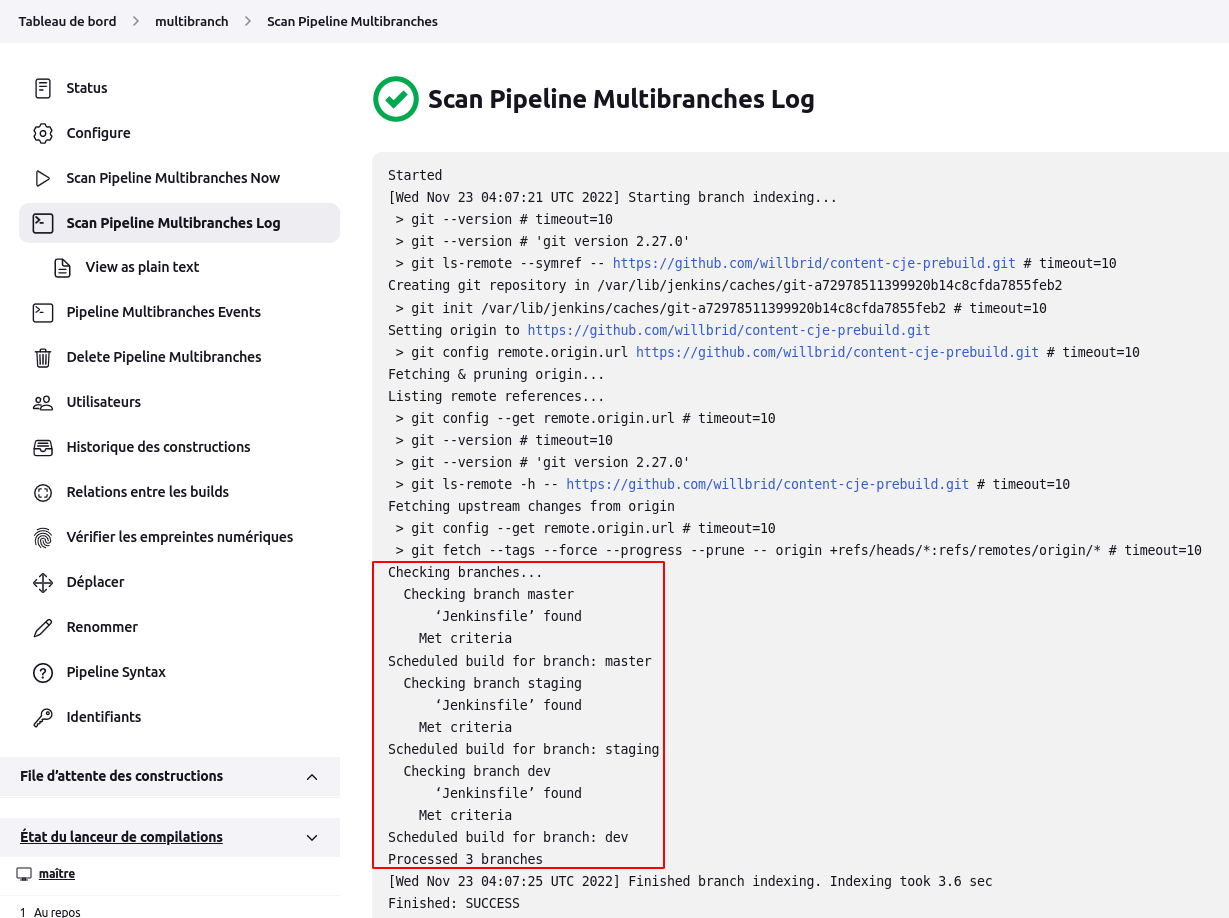 Tableau de bord > multibranch > Scan Pipeline Multibranches
Status
Configure
Scan Pipeline Multibranches Now
Scan Pipeline Multibranches Log
View as plain text
Pipeline Multibranches Events
Delete Pipeline Multibranches
Utilisateurs
Historique des constructions
Relations entre les builds
Vérifier les empreintes numériques
Déplacer
Renommer
Pipeline Syntax
Identifiants
File d’attente des constructions
État du lanceur de compilations
maître
1 Au repos
Scan Pipeline Multibranches Log
Started
[Wed Nov 23 04:07:21 UTC 2022] Starting branch indexing...
> git --version # timeout=10
> git --version # 'git version 2.27.0'
> git ls-remote --symref -- https://github.com/willbrid/content-cje-prebuild.git # timeout=10
Creating git repository in /var/lib/jenkins/caches/git-a72978511399920b14c8cfda7855feb2
> git init /var/lib/jenkins/caches/git-a72978511399920b14c8cfda7855feb2 # timeout=10
Setting origin to https://github.com/willbrid/content-cje-prebuild.git
> git config remote.origin.url https://github.com/willbrid/content-cje-prebuild.git # timeout=10
Fetching & pruning origin...
Listing remote references...
> git config --get remote.origin.url # timeout=10
> git --version # timeout=10
> git --version # 'git version 2.27.0'
> git ls-remote -h -- https://github.com/willbrid/content-cje-prebuild.git # timeout=10
Fetching upstream changes from origin
> git config --get remote.origin.url # timeout=10
> git fetch --tags --force --progress --prune -- origin +refs/heads/*:refs/remotes/origin/* # timeout=10
Checking branches...
Checking branch master
‘Jenkinsfile’ found
Met criteria
Scheduled build for branch: master
Checking branch staging
‘Jenkinsfile’ found
Met criteria
Scheduled build for branch: staging
Checking branch dev
‘Jenkinsfile’ found
Met criteria
Scheduled build for branch: dev
Processed 3 branches
[Wed Nov 23 04:07:25 UTC 2022] Finished branch indexing. Indexing took 3.6 sec
Finished: SUCCESS